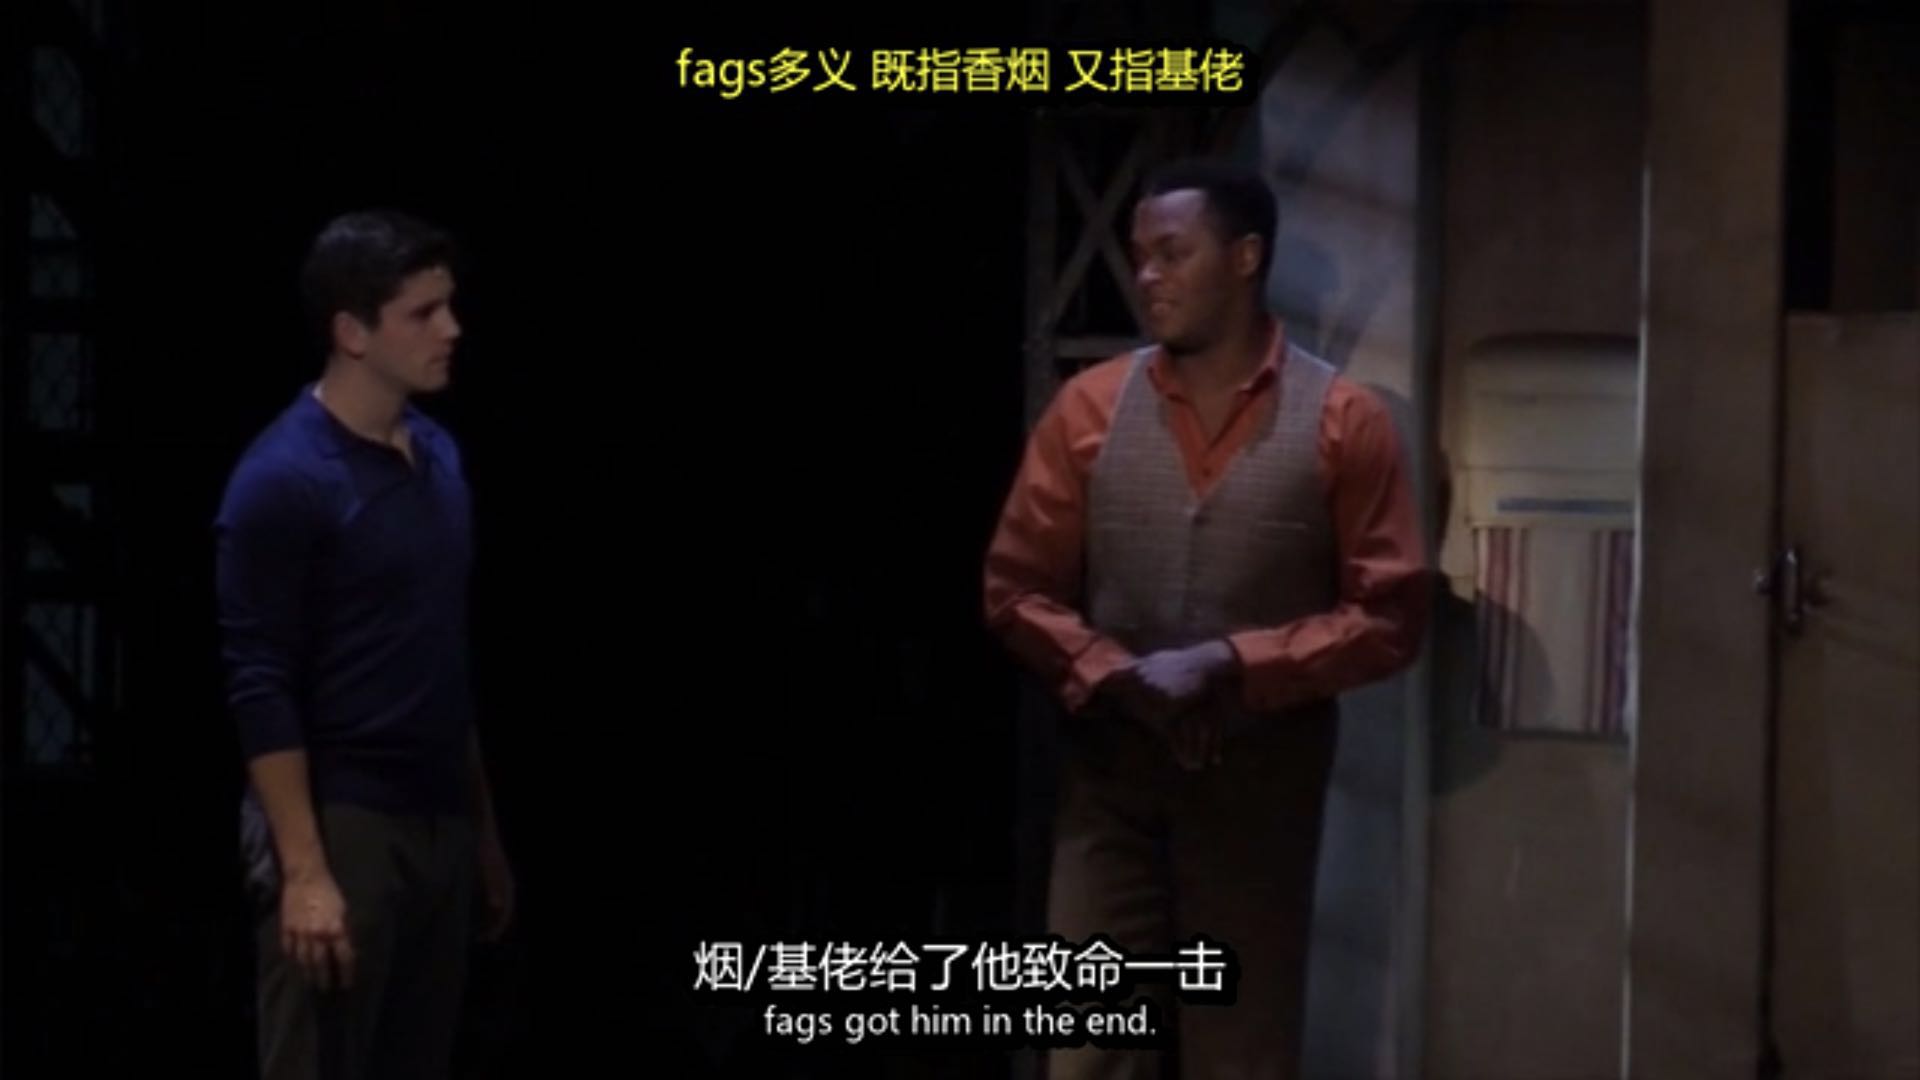 fags多义 既指香烟 又指基佬
烟/基佬给了他致命一击
fags got him in the end.